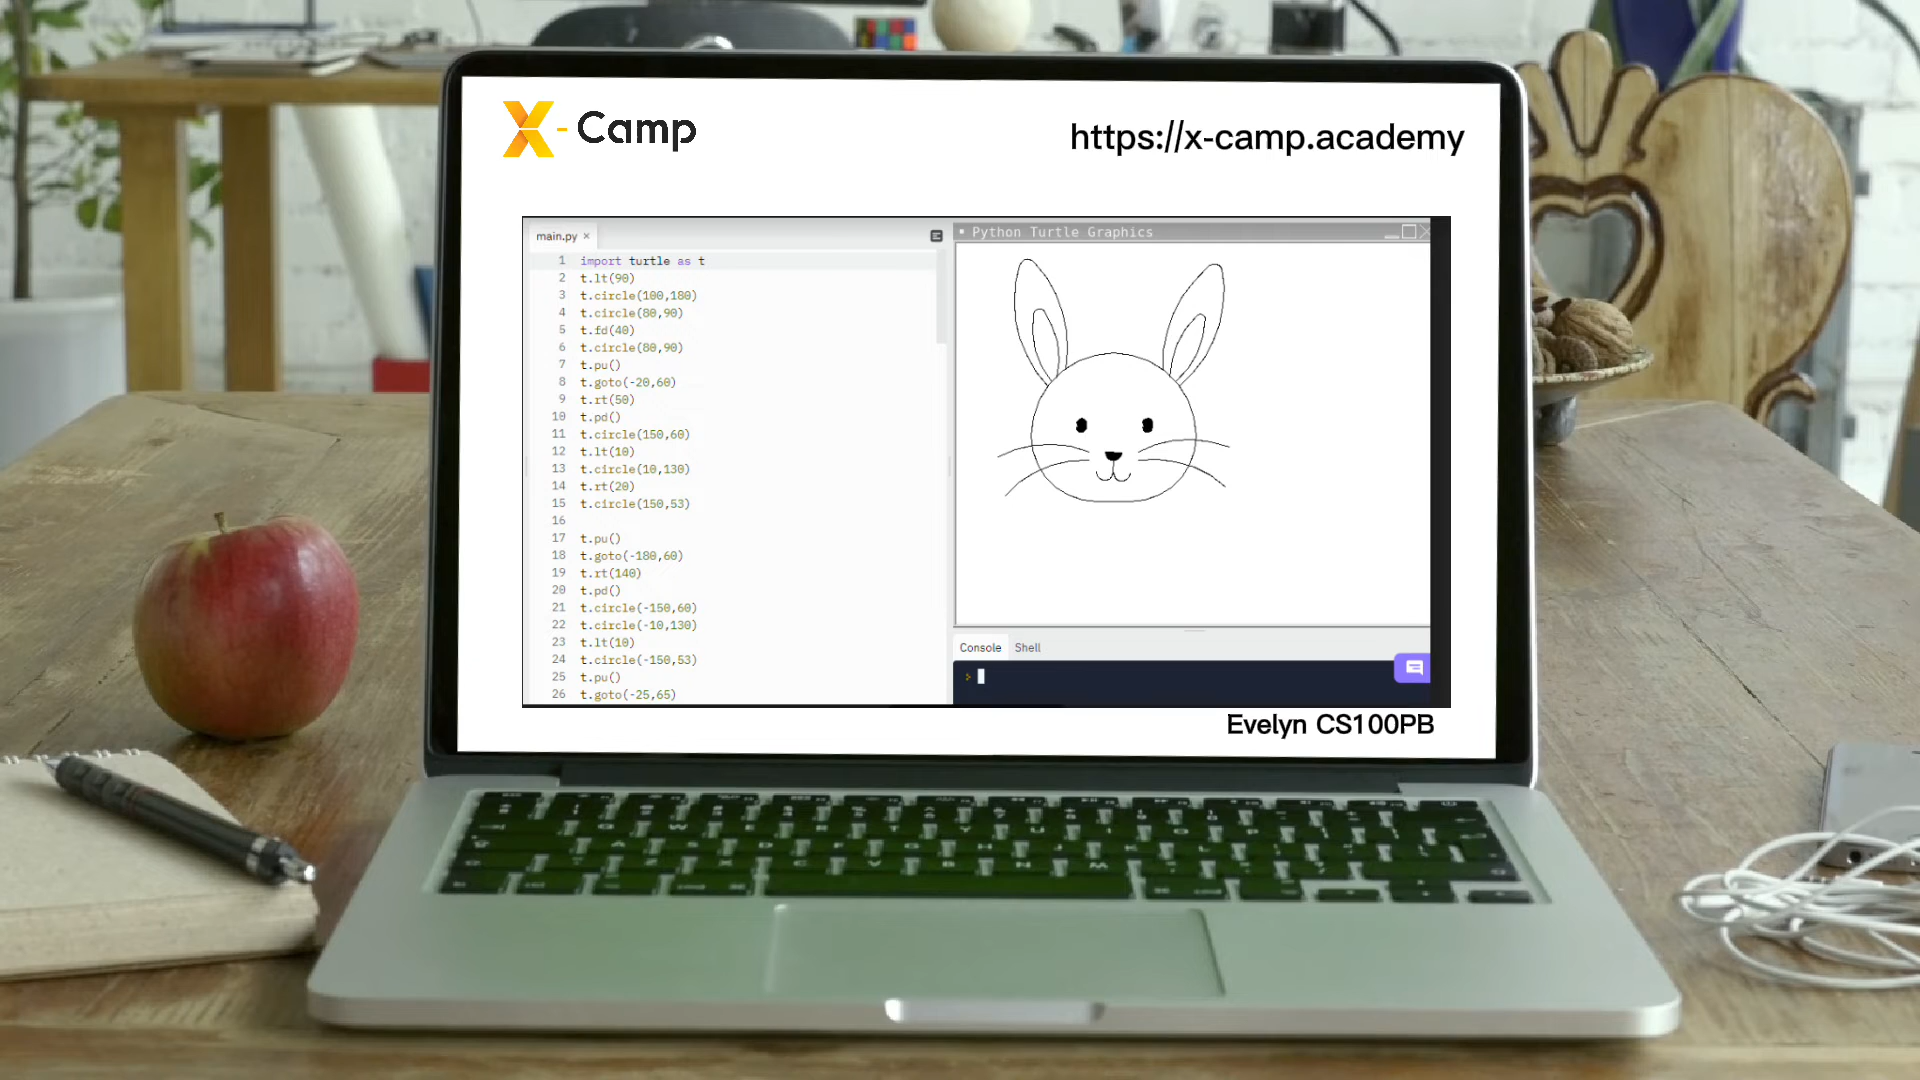 X-Camp
https://x-camp.academy
main.py ×
1 import turtle as t
2 t.lt(90)
3 t.circle(100,180)
4 t.circle(80,90)
5 t.fd(40)
6 t.circle(80,90)
7 t.pu()
8 t.goto(-20,60)
9 t.rt(50)
10 t.pd()
11 t.circle(150,60)
12 t.lt(10)
13 t.circle(10,130)
14 t.rt(20)
15 t.circle(150,53)
16
17 t.pu()
18 t.goto(-180,60)
19 t.rt(140)
20 t.pd()
21 t.circle(-150,60)
22 t.circle(-10,130)
23 t.lt(10)
24 t.circle(-150,53)
25 t.pu()
26 t.goto(-25,65)
Python Turtle Graphics
Console Shell
>
Evelyn CS100PB